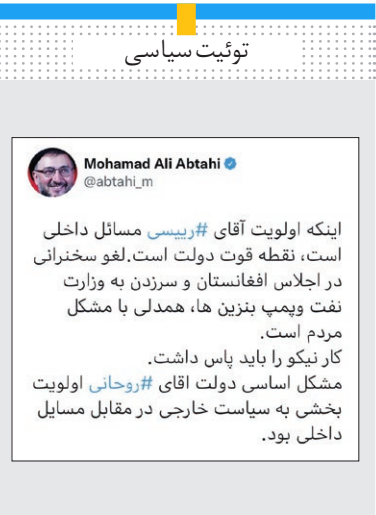 توئیت سیاسی
Mohamad Ali Abtahi
@abtahi_m
اینکه اولویت آقای #رییسی مسائل داخلی
است، نقطه قوت دولت است.لغو سخنرانی
در اجلاس افغانستان و سرزدن به وزارت
نفت وپمپ بنزین ها، همدلی با مشکل
مردم است.
کار نیکو را باید پاس داشت.
مشکل اساسی دولت اقای #روحانی اولویت
بخشی به سیاست خارجی در مقابل مسایل
داخلی بود.